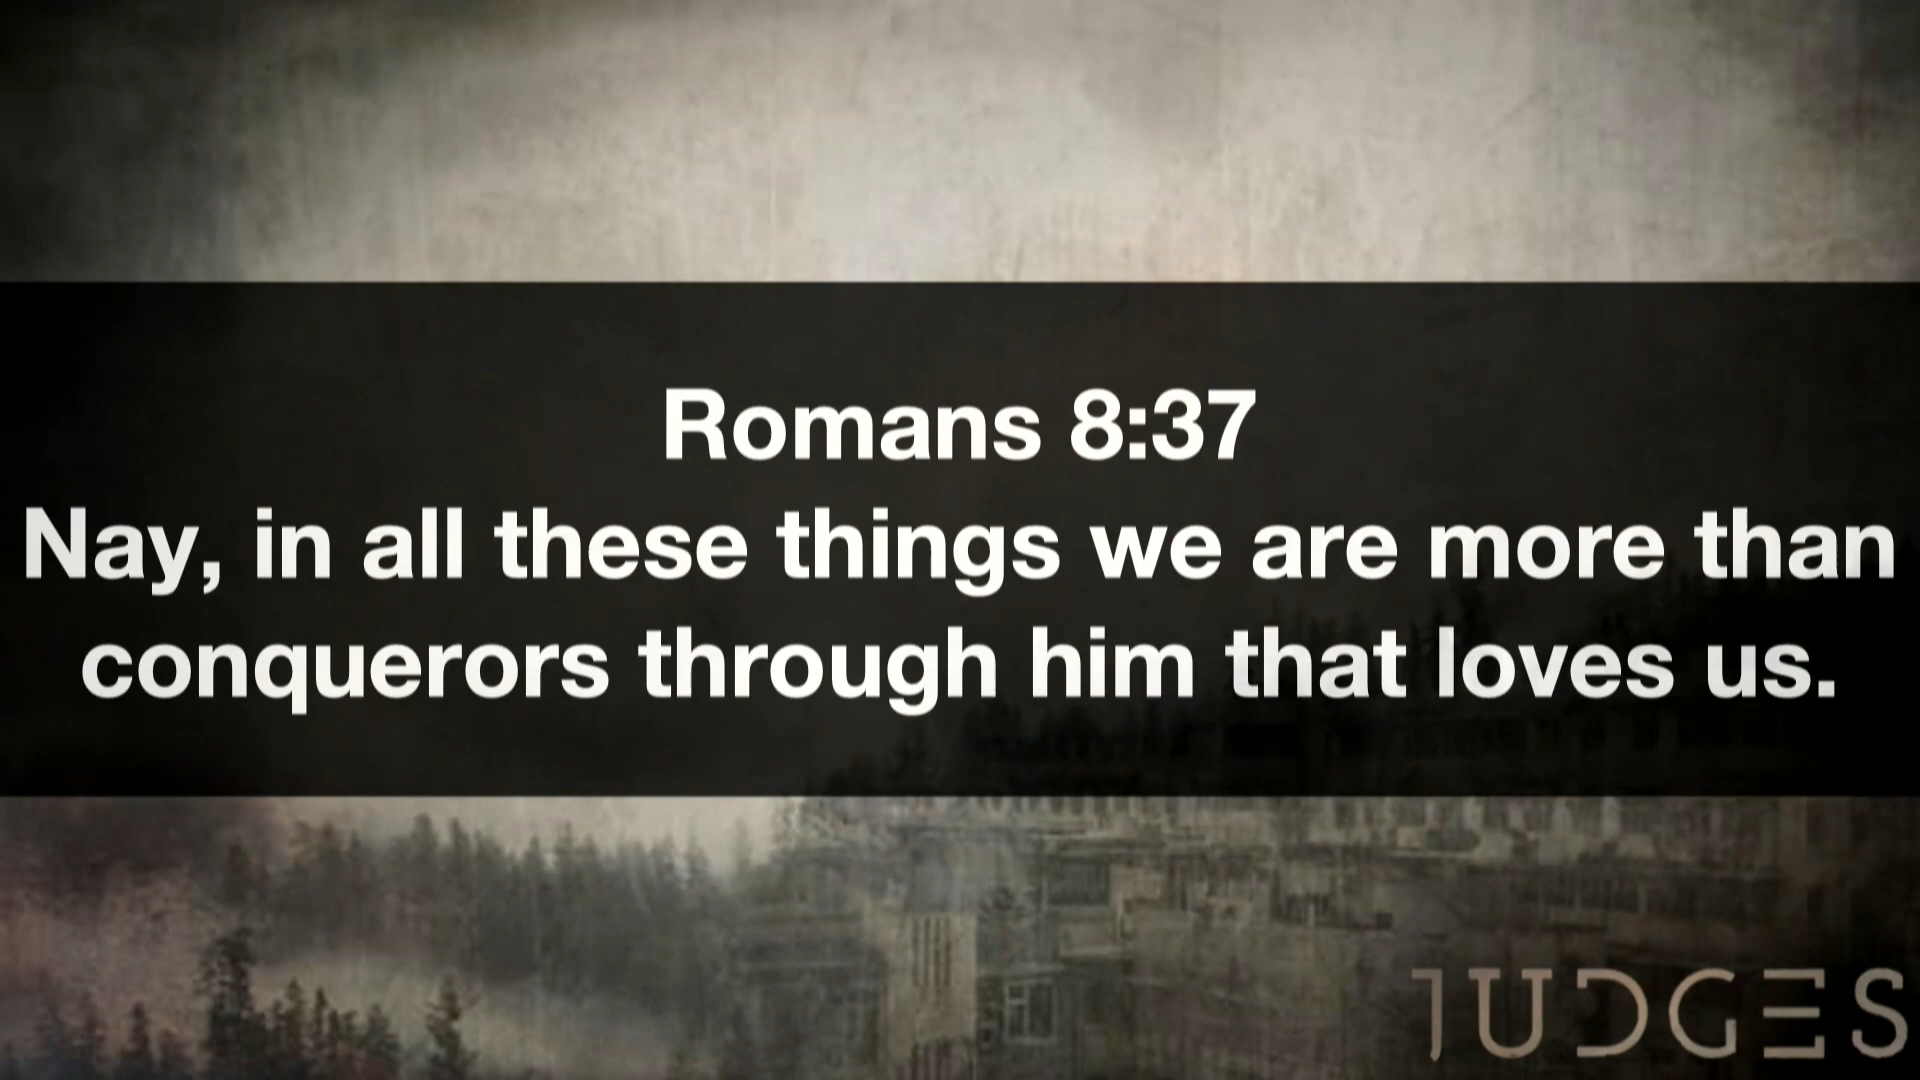 Romans 8:37
Nay, in all these things we are more than
conquerors through him that loves us.
JUDGES